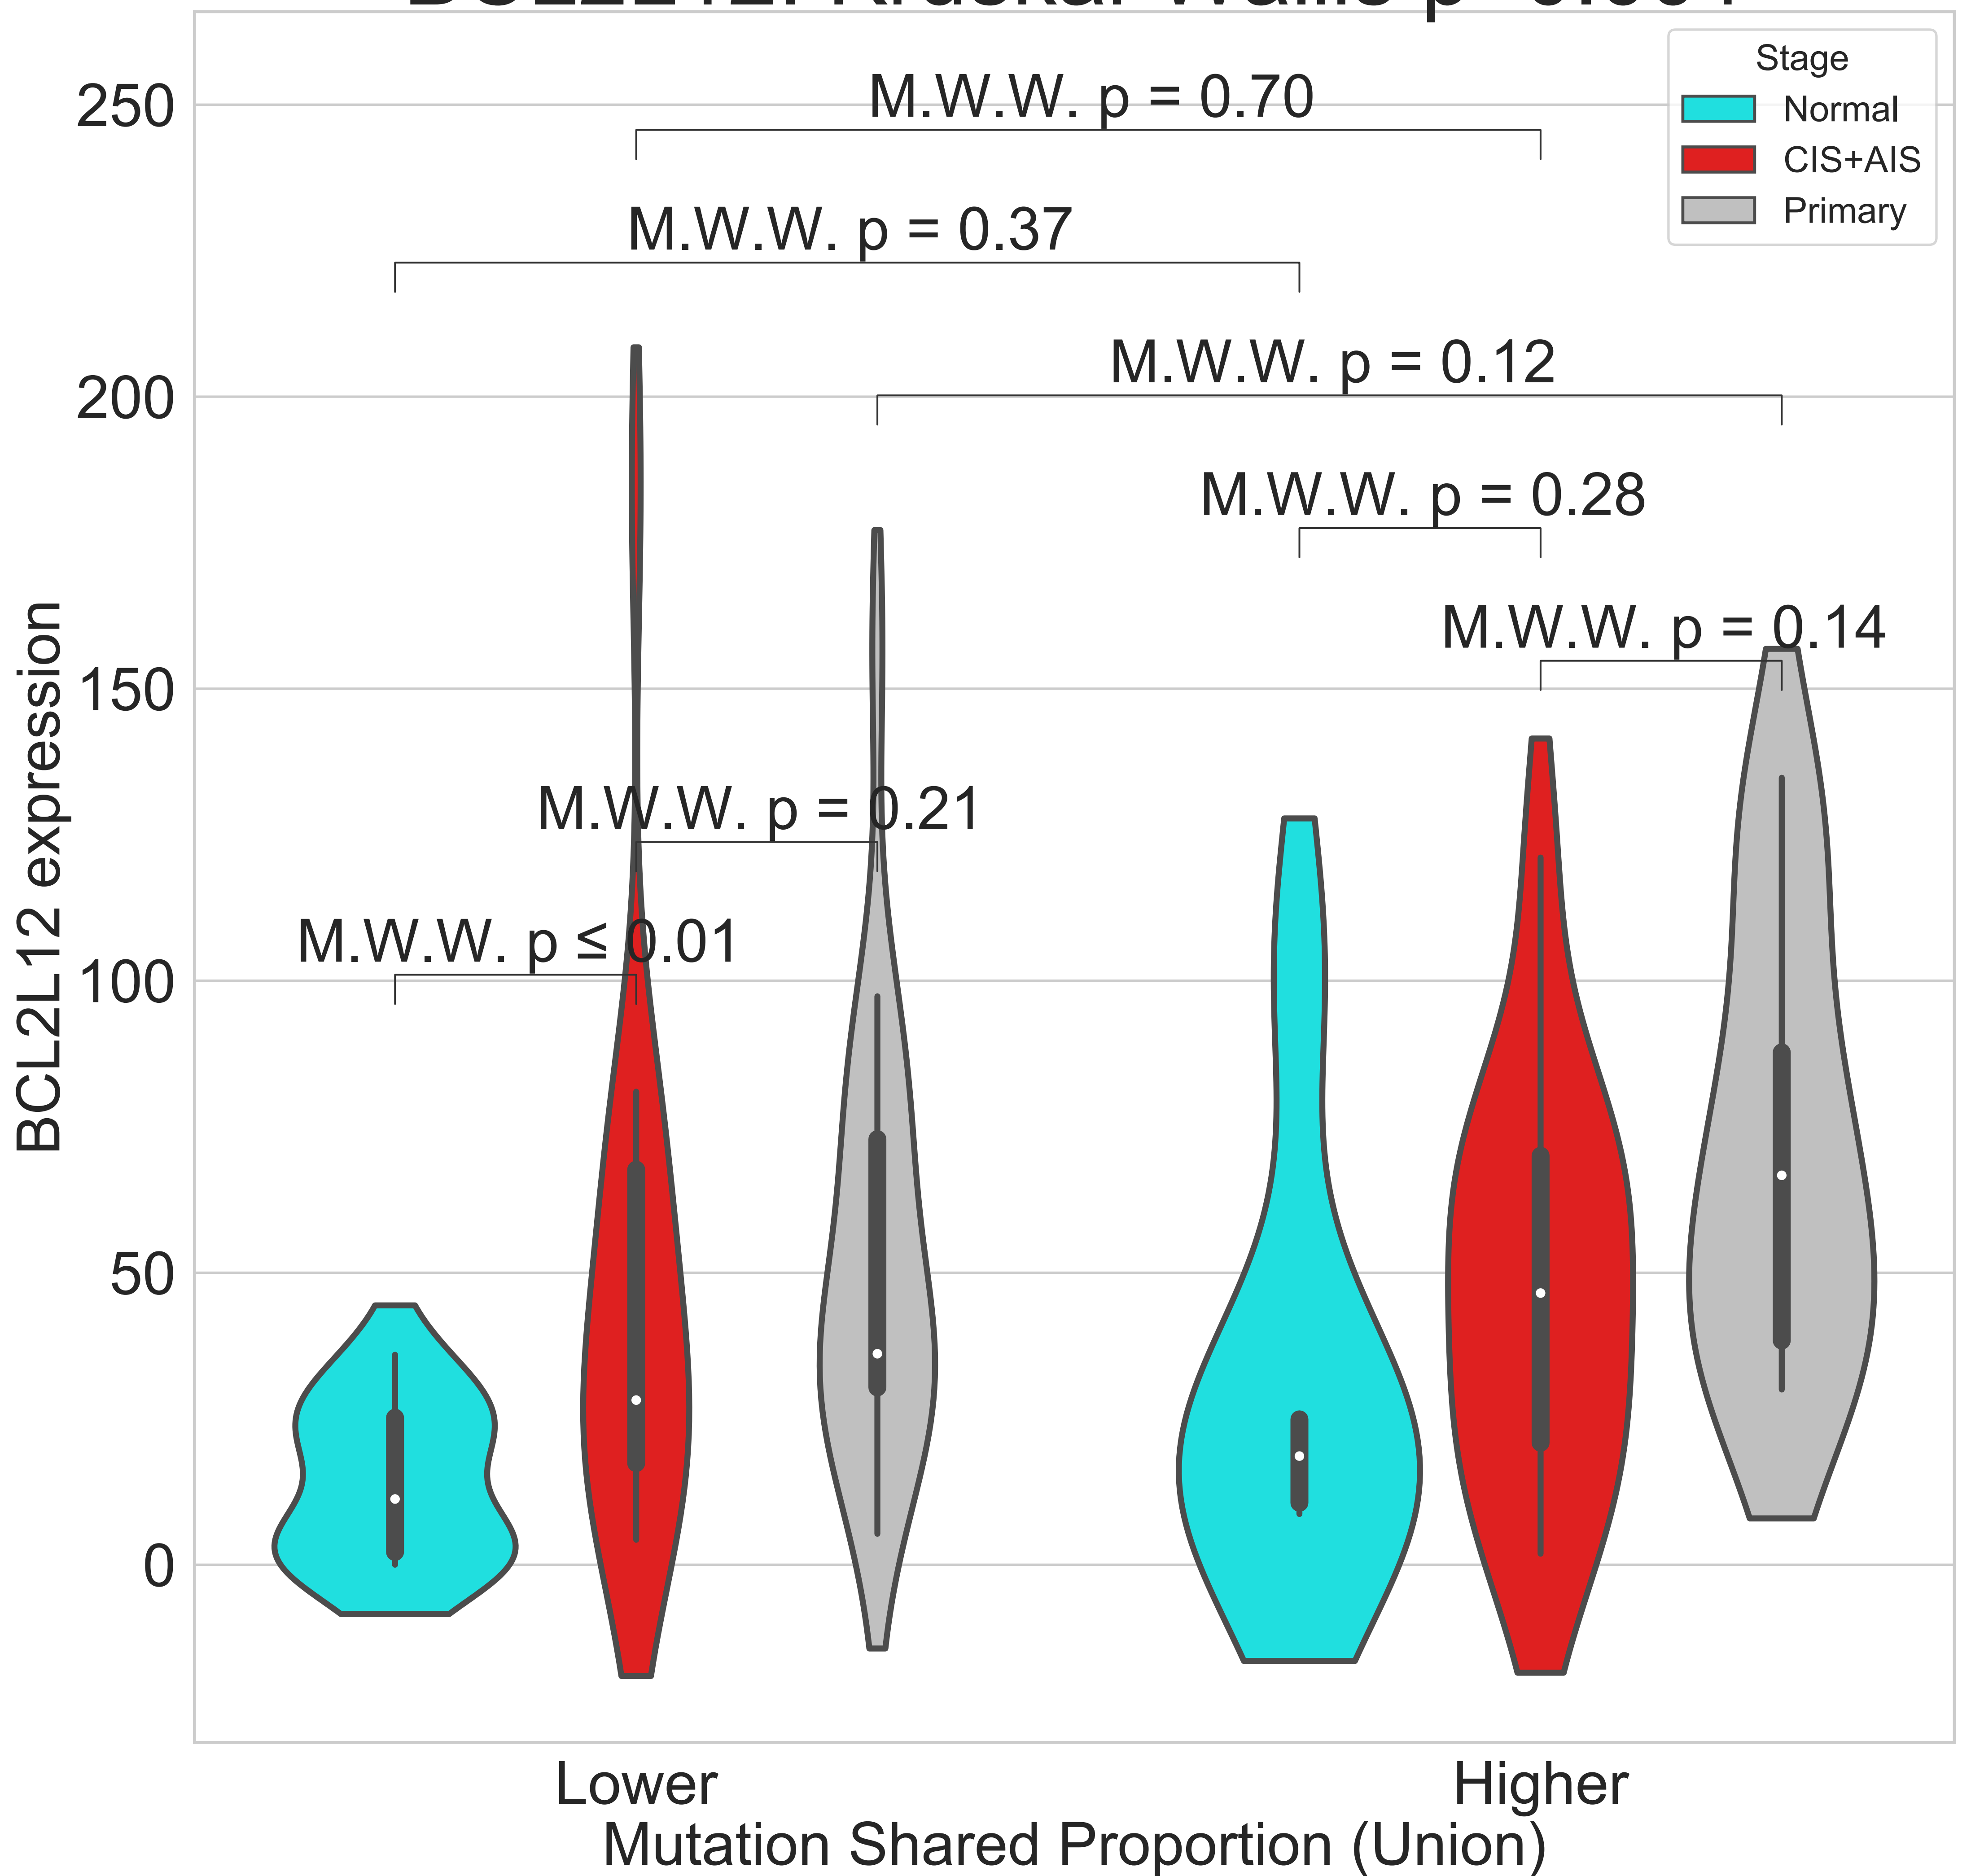 250
200
150
100
50
0
BCL2L12 expression
M.W.W. p = 0.70
M.W.W. p = 0.37
M.W.W. p = 0.12
M.W.W. p = 0.28
M.W.W. p = 0.14
M.W.W. p = 0.21
M.W.W. p ≤ 0.01
Stage
Normal
CIS+AIS
Primary
Lower
Higher
Mutation Shared Proportion (Union)